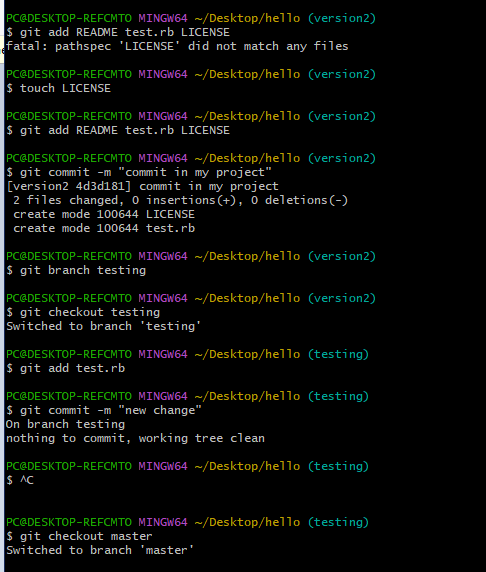 PC@DESKTOP-REFCMTO MINGW64 ~/Desktop/hello (version2)
$ git add README test.rb LICENSE
fatal: pathspec 'LICENSE' did not match any files
PC@DESKTOP-REFCMTO MINGW64 ~/Desktop/hello (version2)
$ touch LICENSE
PC@DESKTOP-REFCMTO MINGW64 ~/Desktop/hello (version2)
$ git add README test.rb LICENSE
PC@DESKTOP-REFCMTO MINGW64 ~/Desktop/hello (version2)
$ git commit -m "commit in my project"
[version2 4d3d181] commit in my project
2 files changed, 0 insertions(+), 0 deletions(-)
create mode 100644 LICENSE
create mode 100644 test.rb
PC@DESKTOP-REFCMTO MINGW64 ~/Desktop/hello (version2)
$ git branch testing
PC@DESKTOP-REFCMTO MINGW64 ~/Desktop/hello (version2)
$ git checkout testing
Switched to branch 'testing'
PC@DESKTOP-REFCMTO MINGW64 ~/Desktop/hello (testing)
$ git add test.rb
PC@DESKTOP-REFCMTO MINGW64 ~/Desktop/hello (testing)
$ git commit -m "new change"
On branch testing
nothing to commit, working tree clean
PC@DESKTOP-REFCMTO MINGW64 ~/Desktop/hello (testing)
$ ^C
PC@DESKTOP-REFCMTO MINGW64 ~/Desktop/hello (testing)
$ git checkout master
Switched to branch 'master'